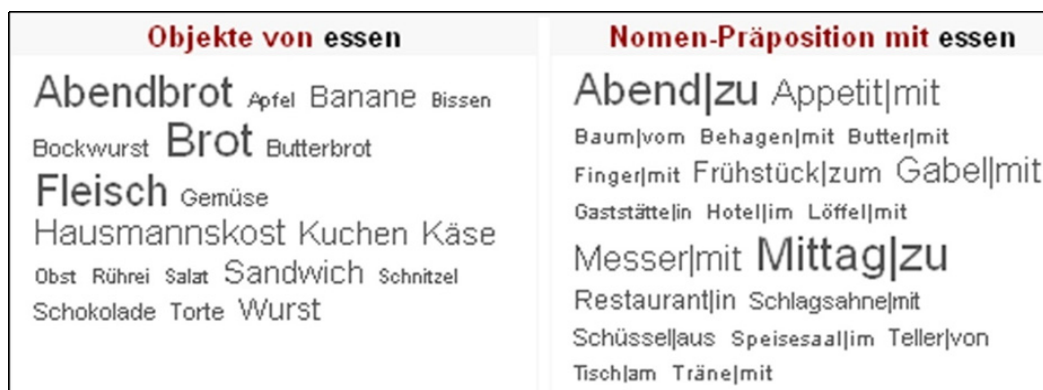 Objekte von essen
Abendbrot Apfel Banane Bissen
Bockwurst Brot Butterbrot
Fleisch Gemüse
Hausmannskost Kuchen Käse
Obst Rührei Salat Sandwich Schnitzel
Schokolade Torte Wurst
Nomen-Präposition mit essen
Abend|zu Appetit|mit
Baum|vom Behagen|mit Butter|mit
Finger|mit Frühstück|zum Gabel|mit
Gaststätte|in Hotel|im Löffel|mit
Messer|mit Mittag|zu
Restaurant|in Schlagsahne|mit
Schüssel|aus Speisesaal|im Teller|von
Tisch|am Träne|mit